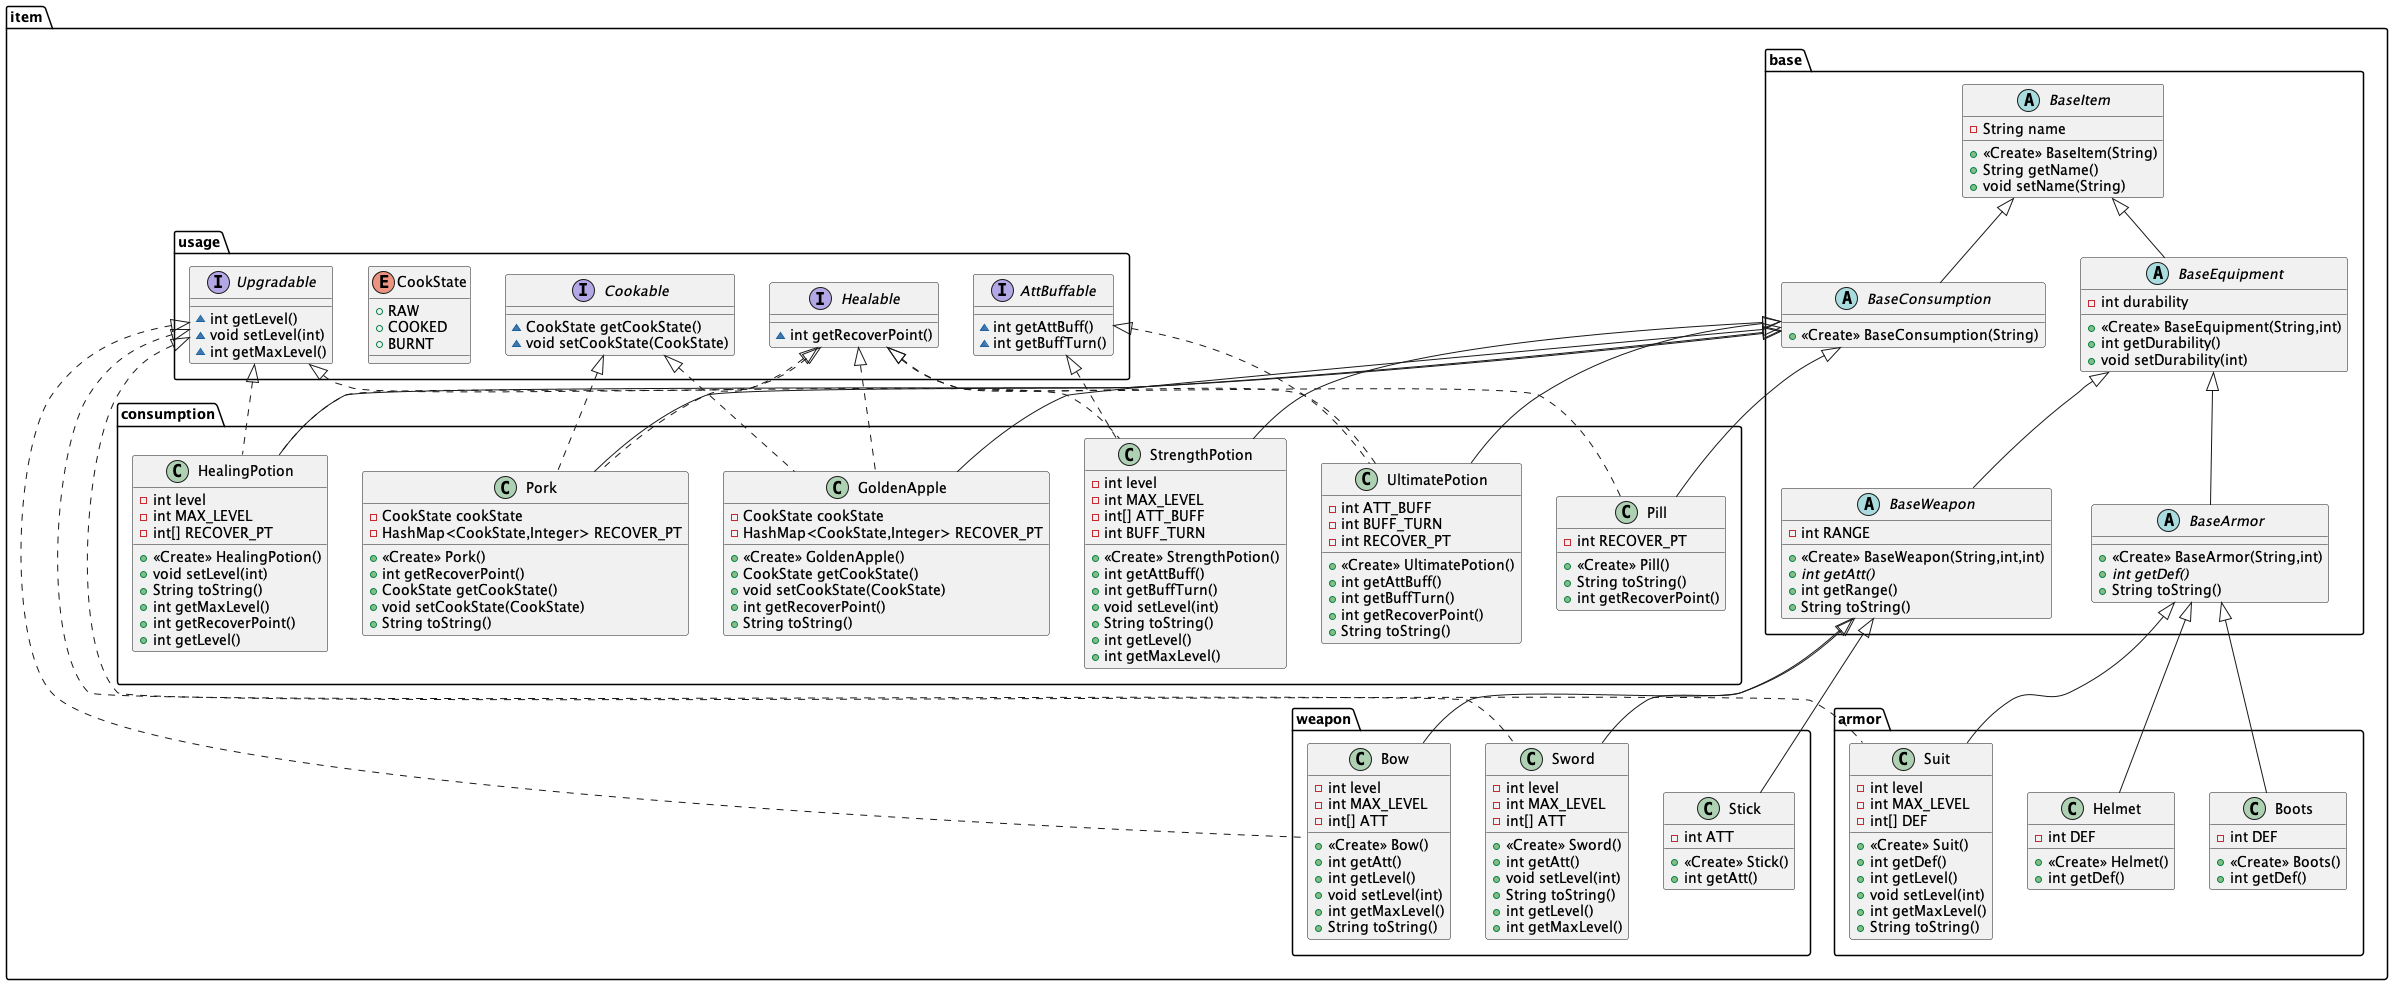 item
base
A BaseItem
String name
«Create» BaseItem(String)
String getName()
void setName(String)
usage
I Upgradable
int getLevel()
void setLevel(int)
int getMaxLevel()
E CookState
RAW
COOKED
BURNT
I Cookable
CookState getCookState()
void setCookState(CookState)
I Healable
int getRecoverPoint()
I AttBuffable
int getAttBuff()
int getBuffTurn()
A BaseConsumption
«Create» BaseConsumption(String)
A BaseEquipment
int durability
«Create» BaseEquipment(String,int)
int getDurability()
void setDurability(int)
consumption
C HealingPotion
int level
int MAX_LEVEL
int[] RECOVER_PT
«Create» HealingPotion()
void setLevel(int)
String toString()
int getMaxLevel()
int getRecoverPoint()
int getLevel()
C Pork
CookState cookState
HashMap<CookState,Integer> RECOVER_PT
«Create» Pork()
int getRecoverPoint()
CookState getCookState()
void setCookState(CookState)
String toString()
C GoldenApple
CookState cookState
HashMap<CookState,Integer> RECOVER_PT
«Create» GoldenApple()
CookState getCookState()
void setCookState(CookState)
int getRecoverPoint()
String toString()
C StrengthPotion
int level
int MAX_LEVEL
int[] ATT_BUFF
int BUFF_TURN
«Create» StrengthPotion()
int getAttBuff()
int getBuffTurn()
void setLevel(int)
String toString()
int getLevel()
int getMaxLevel()
C UltimatePotion
int ATT_BUFF
int BUFF_TURN
int RECOVER_PT
«Create» UltimatePotion()
int getAttBuff()
int getBuffTurn()
int getRecoverPoint()
String toString()
C Pill
int RECOVER_PT
«Create» Pill()
String toString()
int getRecoverPoint()
A BaseWeapon
int RANGE
«Create» BaseWeapon(String,int,int)
int getAtt()
int getRange()
String toString()
A BaseArmor
«Create» BaseArmor(String,int)
int getDef()
String toString()
weapon
C Bow
int level
int MAX_LEVEL
int[] ATT
«Create» Bow()
int getAtt()
int getLevel()
void setLevel(int)
int getMaxLevel()
String toString()
C Sword
int level
int MAX_LEVEL
int[] ATT
«Create» Sword()
int getAtt()
void setLevel(int)
String toString()
int getLevel()
int getMaxLevel()
C Stick
int ATT
«Create» Stick()
int getAtt()
armor
C Suit
int level
int MAX_LEVEL
int[] DEF
«Create» Suit()
int getDef()
int getLevel()
void setLevel(int)
int getMaxLevel()
String toString()
C Helmet
int DEF
«Create» Helmet()
int getDef()
C Boots
int DEF
«Create» Boots()
int getDef()